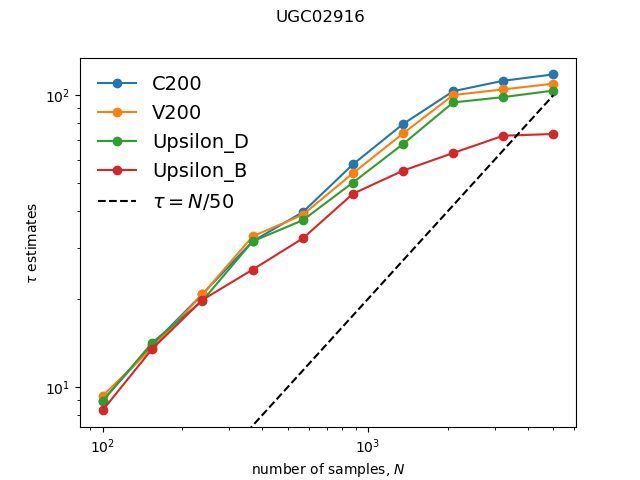 UGC02916
C200
V200
Upsilon_D
Upsilon_B
τ = N/50
τ estimates
10²
10¹
10²
10³
number of samples, N